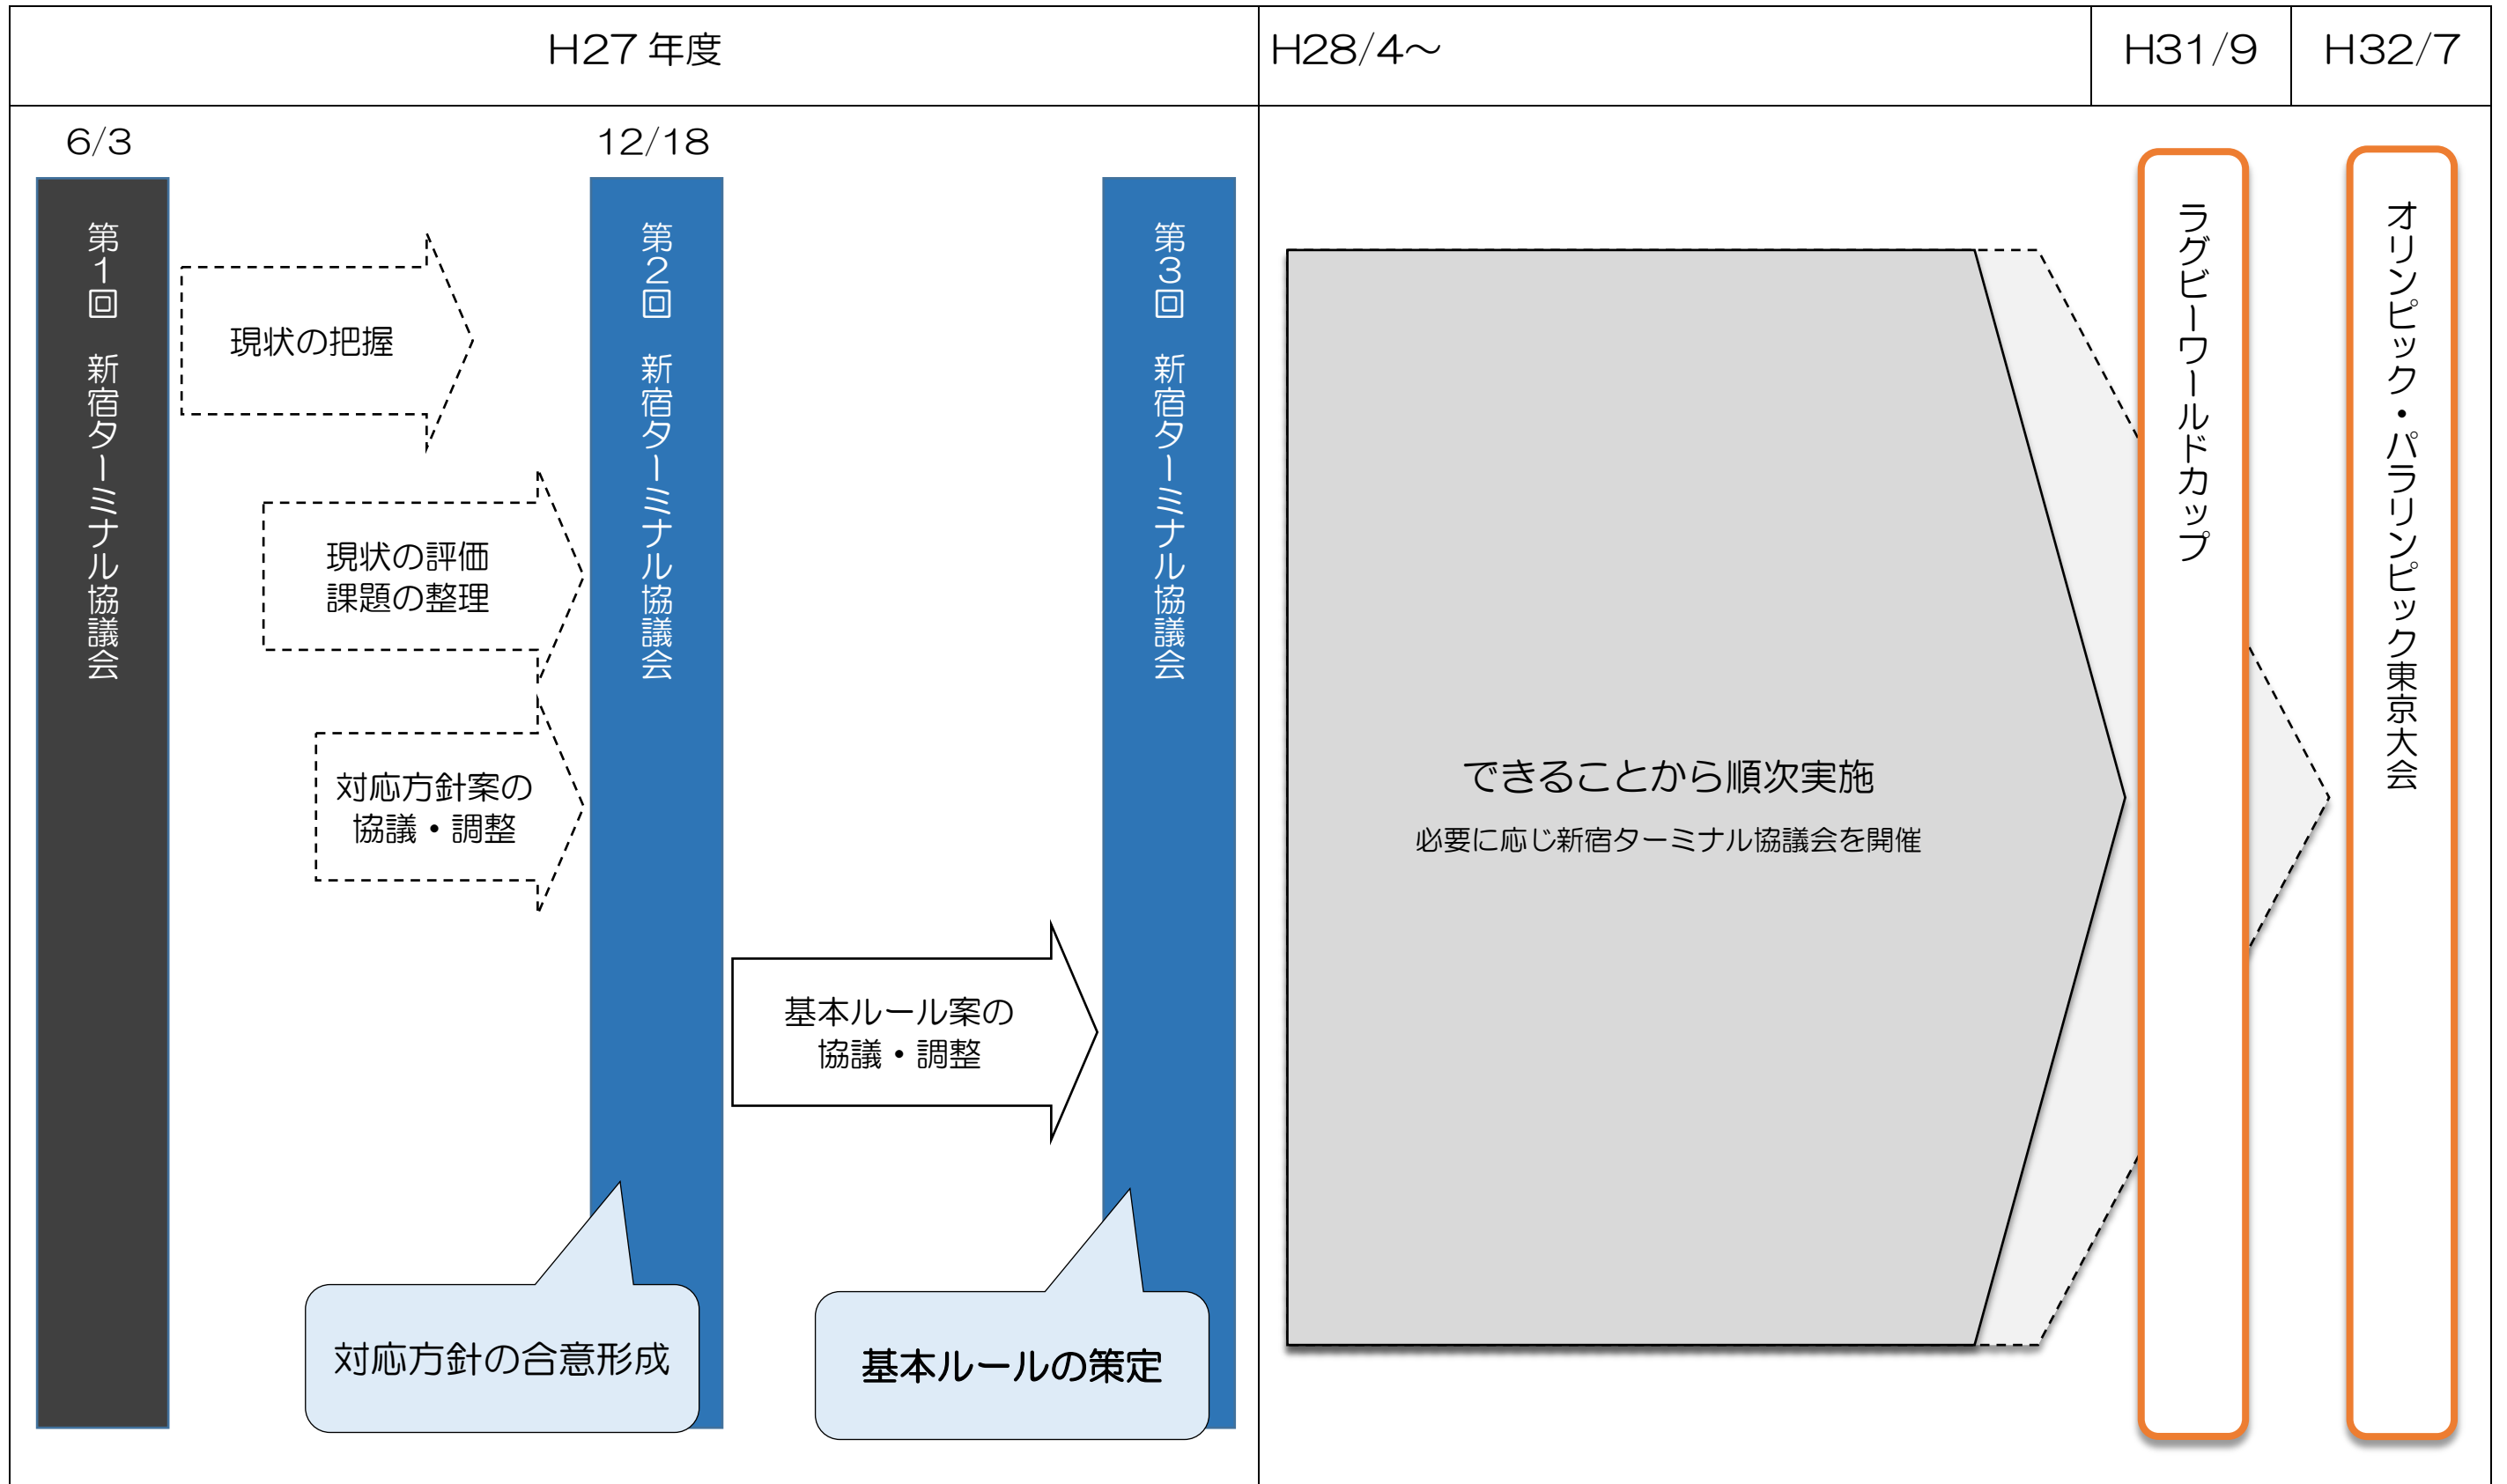 H27 年度
H28/4～
H31/9
H32/7
6/3
12/18
第1回　新宿ターミナル協議会
現状の把握
現状の評価
課題の整理
対応方針案の
協議・調整
第2回　新宿ターミナル協議会
対応方針の合意形成
基本ルール案の
協議・調整
第3回　新宿ターミナル協議会
基本ルールの策定
できることから順次実施
必要に応じ新宿ターミナル協議会を開催
ラグビーワールドカップ
オリンピック・パラリンピック東京大会